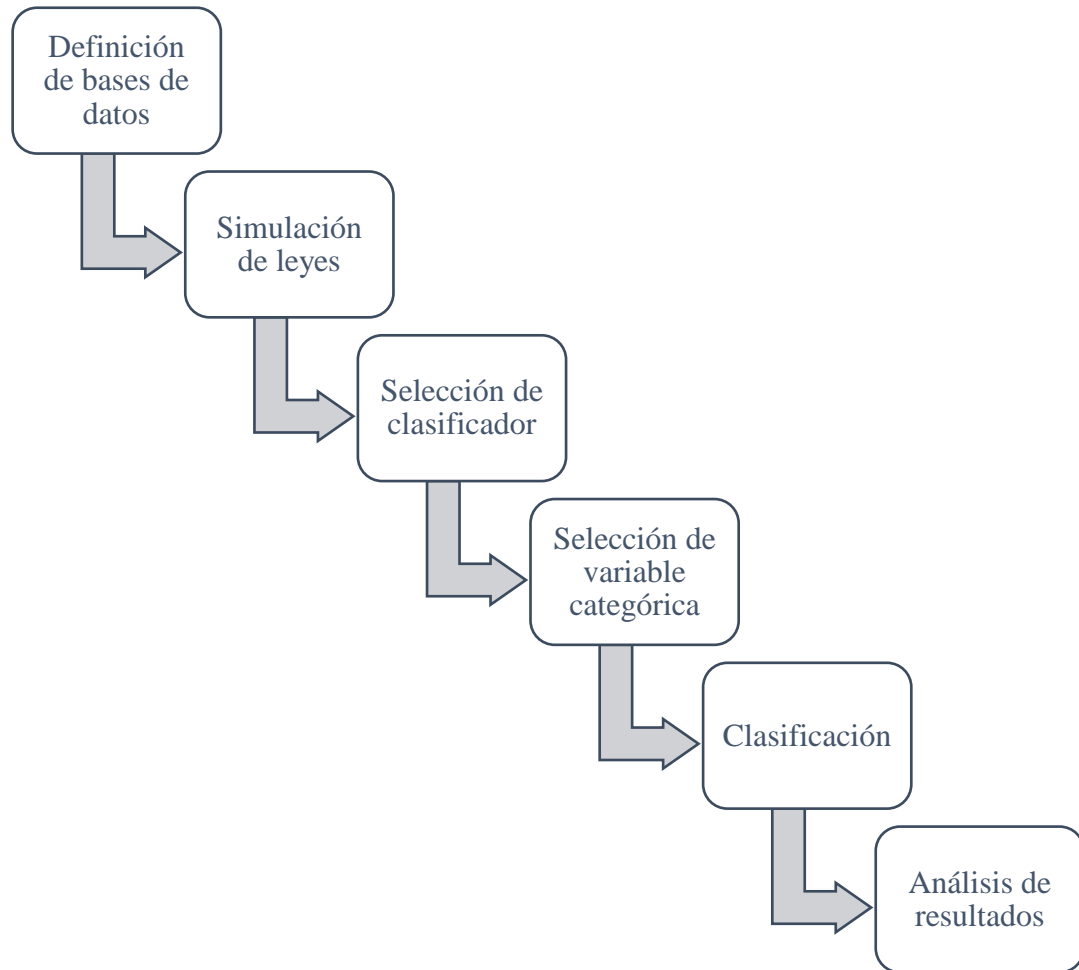 Definición
de bases de
datos
Simulación
de leyes
Selección de
clasificador
Selección de
variable
categórica
Clasificación
Análisis de
resultados